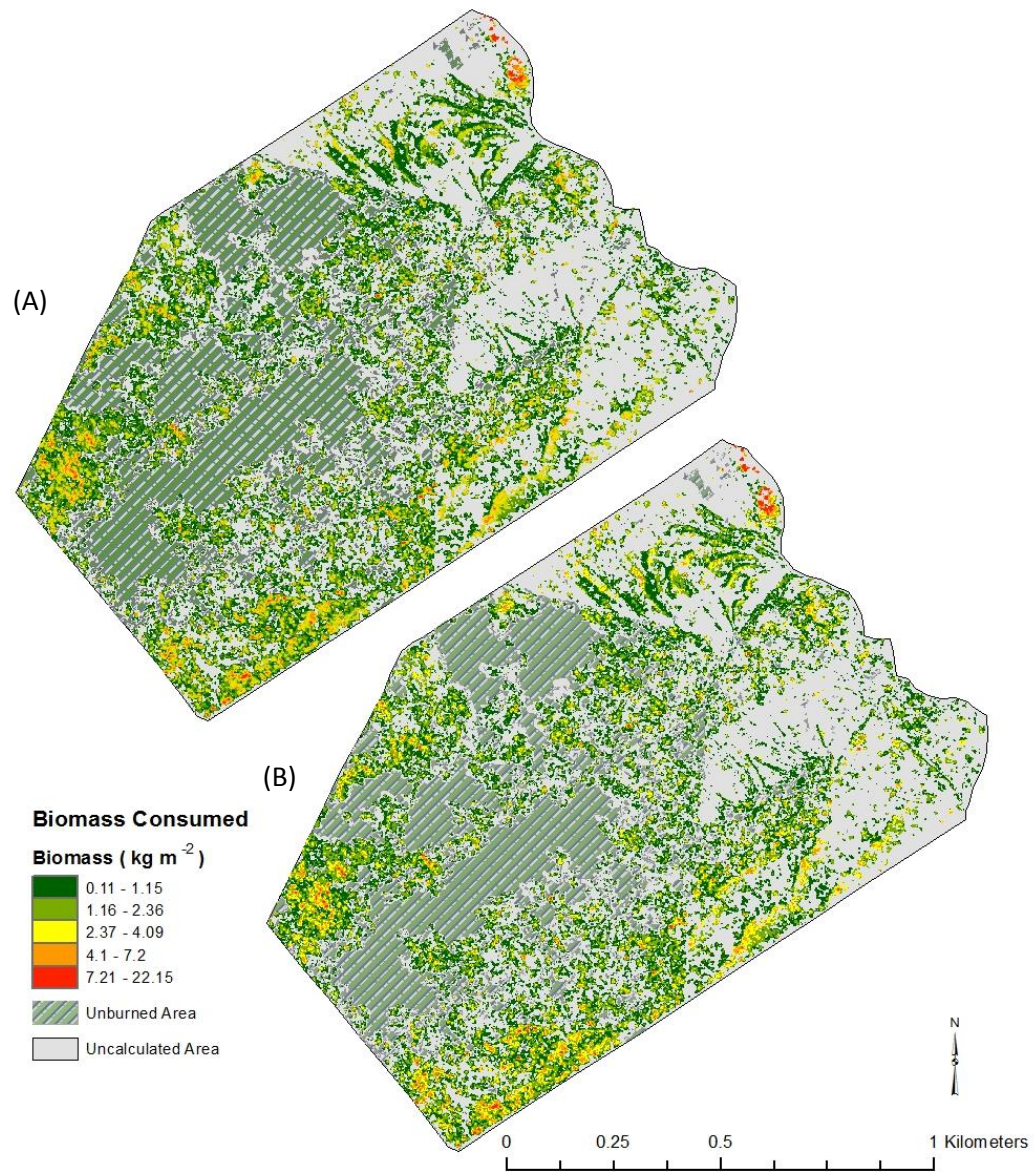 (A)
(B)
Biomass Consumed
Biomass ( kg m -2 )
0.11 - 1.15
1.16 - 2.36
2.37 - 4.09
4.1 - 7.2
7.21 - 22.15
Unburned Area
Uncalculated Area
N
0 0.25 0.5 1 Kilometers